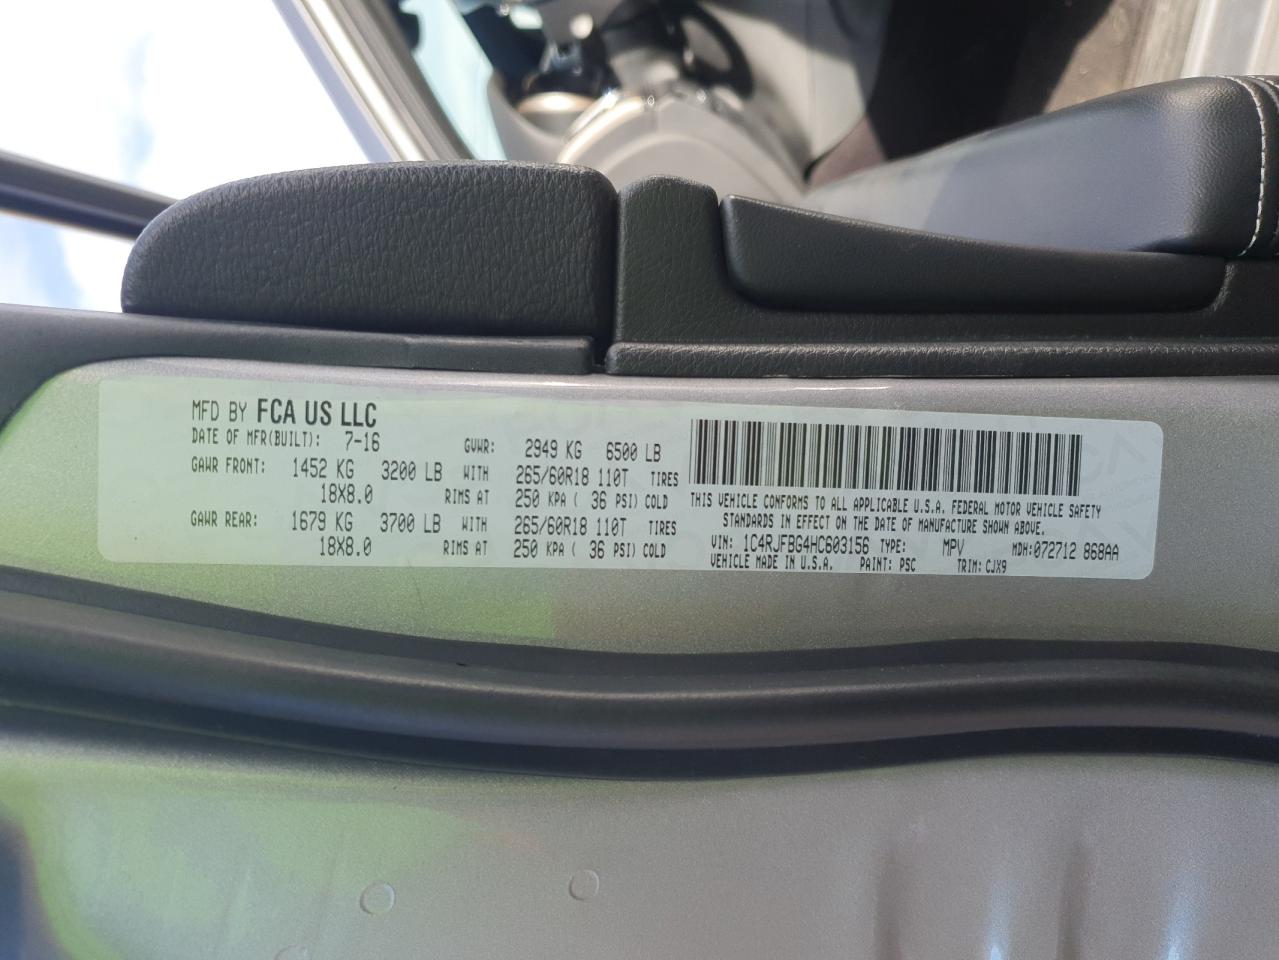 MFD BY FCA US LLC
DATE OF MFR(BUILT): 7-16 GVWR: 2949 KG 6500 LB
GAWR FRONT: 1452 KG 3200 LB WITH 265/60R18 110T TIRES
18X8.0 RIMS AT 250 KPA ( 36 PSI) COLD
GAWR REAR: 1679 KG 3700 LB WITH 265/60R18 110T TIRES
18X8.0 RIMS AT 250 KPA ( 36 PSI) COLD
THIS VEHICLE CONFORMS TO ALL APPLICABLE U.S.A. FEDERAL MOTOR VEHICLE SAFETY
STANDARDS IN EFFECT ON THE DATE OF MANUFACTURE SHOWN ABOVE.
VIN: 1C4RJFBG4HC603156 TYPE: MPV MDH:072712 868AA
VEHICLE MADE IN U.S.A. PAINT: PSC TRIM: CJX9